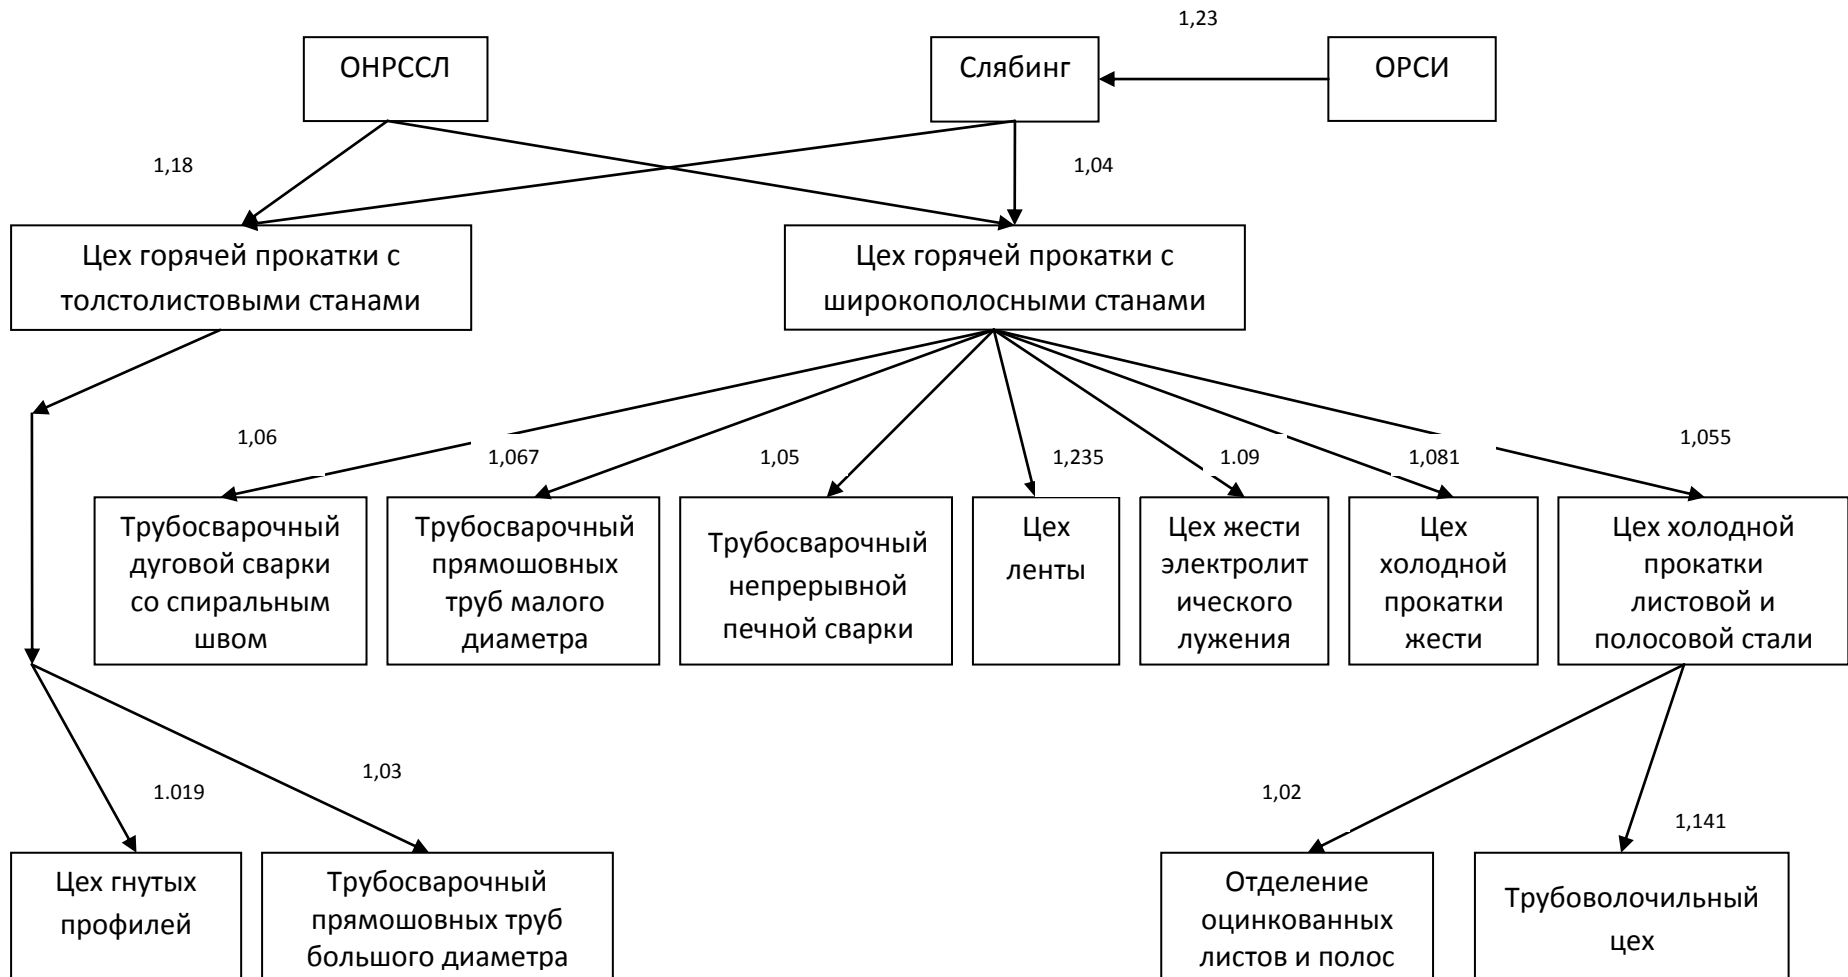 1,23
ОНРССЛ
Слябинг
ОРСИ
1,18
1,04
Цех горячей прокатки с
толстолистовыми станами
Цех горячей прокатки с
широкополосными станами
1,06
1,067
1,05
1,235
1.09
1,081
1,055
Трубосварочный
дуговой сварки
со спиральным
швом
Трубосварочный
прямошовных
труб малого
диаметра
Трубосварочный
непрерывной
печной сварки
Цех
ленты
Цех жести
электролит
ического
лужения
Цех
холодной
прокатки
жести
Цех холодной
прокатки
листовой и
полосовой стали
1.019
1,03
1,02
1,141
Цех гнутых
профилей
Трубосварочный
прямошовных труб
большого диаметра
Отделение
оцинкованных
листов и полос
Трубоволочильный
цех